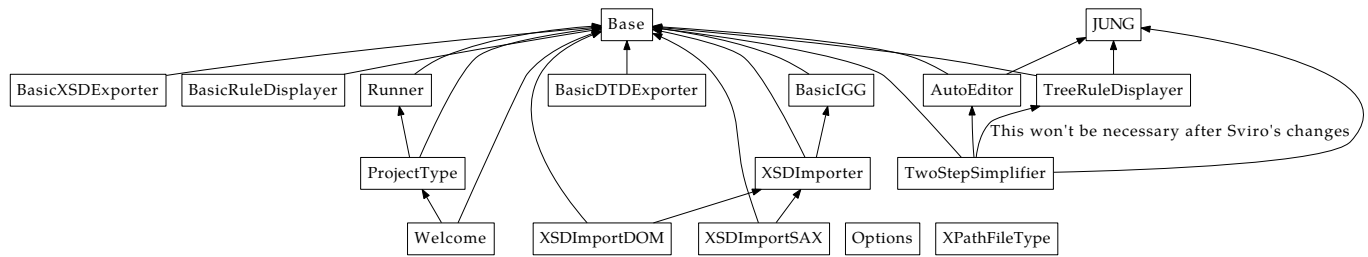 Base
JUNG
BasicXSDExporter
BasicRuleDisplayer
Runner
BasicDTDExporter
BasicIGG
AutoEditor
TreeRuleDisplayer
This won't be necessary after Sviro's changes
ProjectType
XSDImporter
TwoStepSimplifier
Welcome
XSDImportDOM
XSDImportSAX
Options
XPathFileType